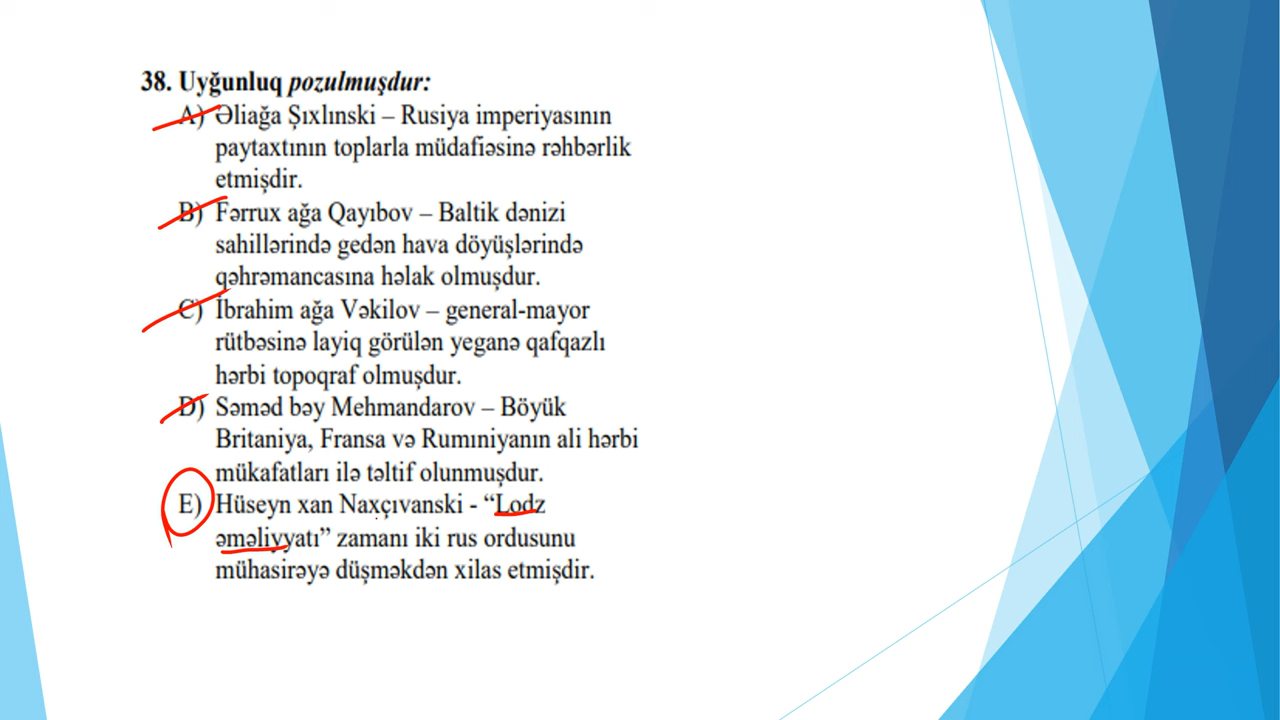 38. Uyğunluq pozulmuşdur:
A) Əliağa Şıxlınski – Rusiya imperiyasının
paytaxtının toplarla müdafiəsinə rəhbərlik
etmişdir.
B) Fərrux ağa Qayıbov – Baltik dənizi
sahillərində gedən hava döyüşlərində
qəhrəmancasına həlak olmuşdur.
C) İbrahim ağa Vəkilov – general-mayor
rütbəsinə layiq görülən yeganə qafqazlı
hərbi topoqraf olmuşdur.
D) Səməd bəy Mehmandarov – Böyük
Britaniya, Fransa və Rumıniyanın ali hərbi
mükafatları ilə təltif olunmuşdur.
E) Hüseyn xan Naxçıvanski - “Lodz
əməliyyatı” zamanı iki rus ordusunu
mühasirəyə düşməkdən xilas etmişdir.